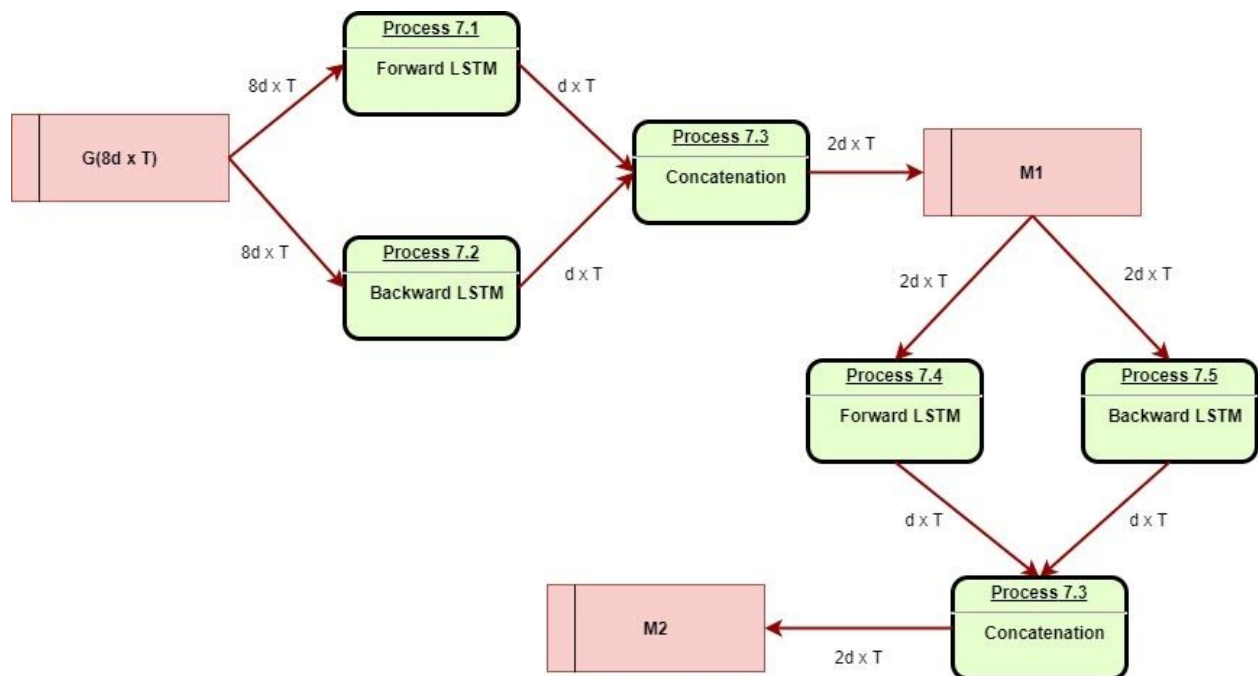 Process 7.1
Forward LSTM
8d x T
d x T
G(8d x T)
Process 7.3
Concatenation
2d x T
M1
8d x T
Process 7.2
Backward LSTM
d x T
2d x T
2d x T
Process 7.4
Forward LSTM
Process 7.5
Backward LSTM
d x T
d x T
Process 7.3
Concatenation
2d x T
M2